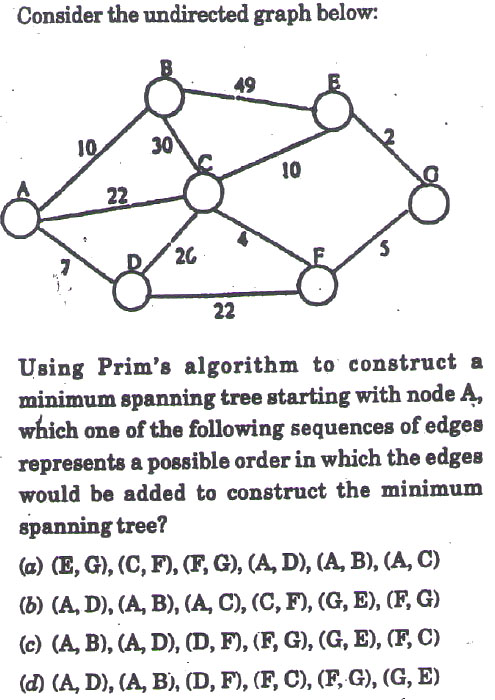 Consider the undirected graph below:
B
49
E
10
30
C
2
A
22
10
G
D
26
4
F
5
7
22
Using Prim's algorithm to construct a
minimum spanning tree starting with node A,
which one of the following sequences of edges
represents a possible order in which the edges
would be added to construct the minimum
spanning tree?
(a) (E, G), (C, F), (F, G), (A, D), (A, B), (A, C)
(b) (A, D), (A, B), (A, C), (C, F), (G, E), (F, G)
(c) (A, B), (A, D), (D, F), (F, G), (G, E), (F, C)
(d) (A, D), (A, B), (D, F), (F, C), (F, G), (G, E)